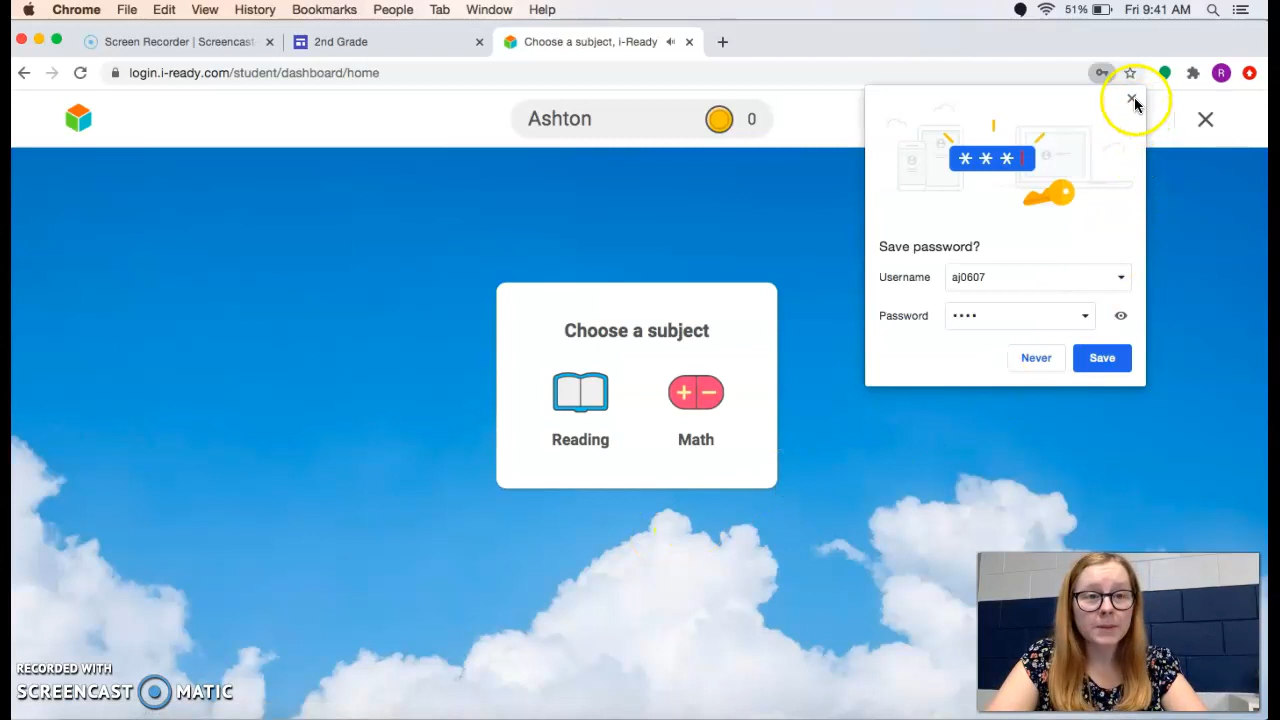 Chrome File Edit View History Bookmarks People Tab Window Help 51% Fri 9:41 AM
Screen Recorder | Screencast- 2nd Grade Choose a subject, i-Ready
login.i-ready.com/student/dashboard/home R
Ashton 0
* * *
Save password?
Username aj0607
Password ••••
Never Save
Choose a subject
Reading Math
RECORDED WITH
SCREENCAST MATIC